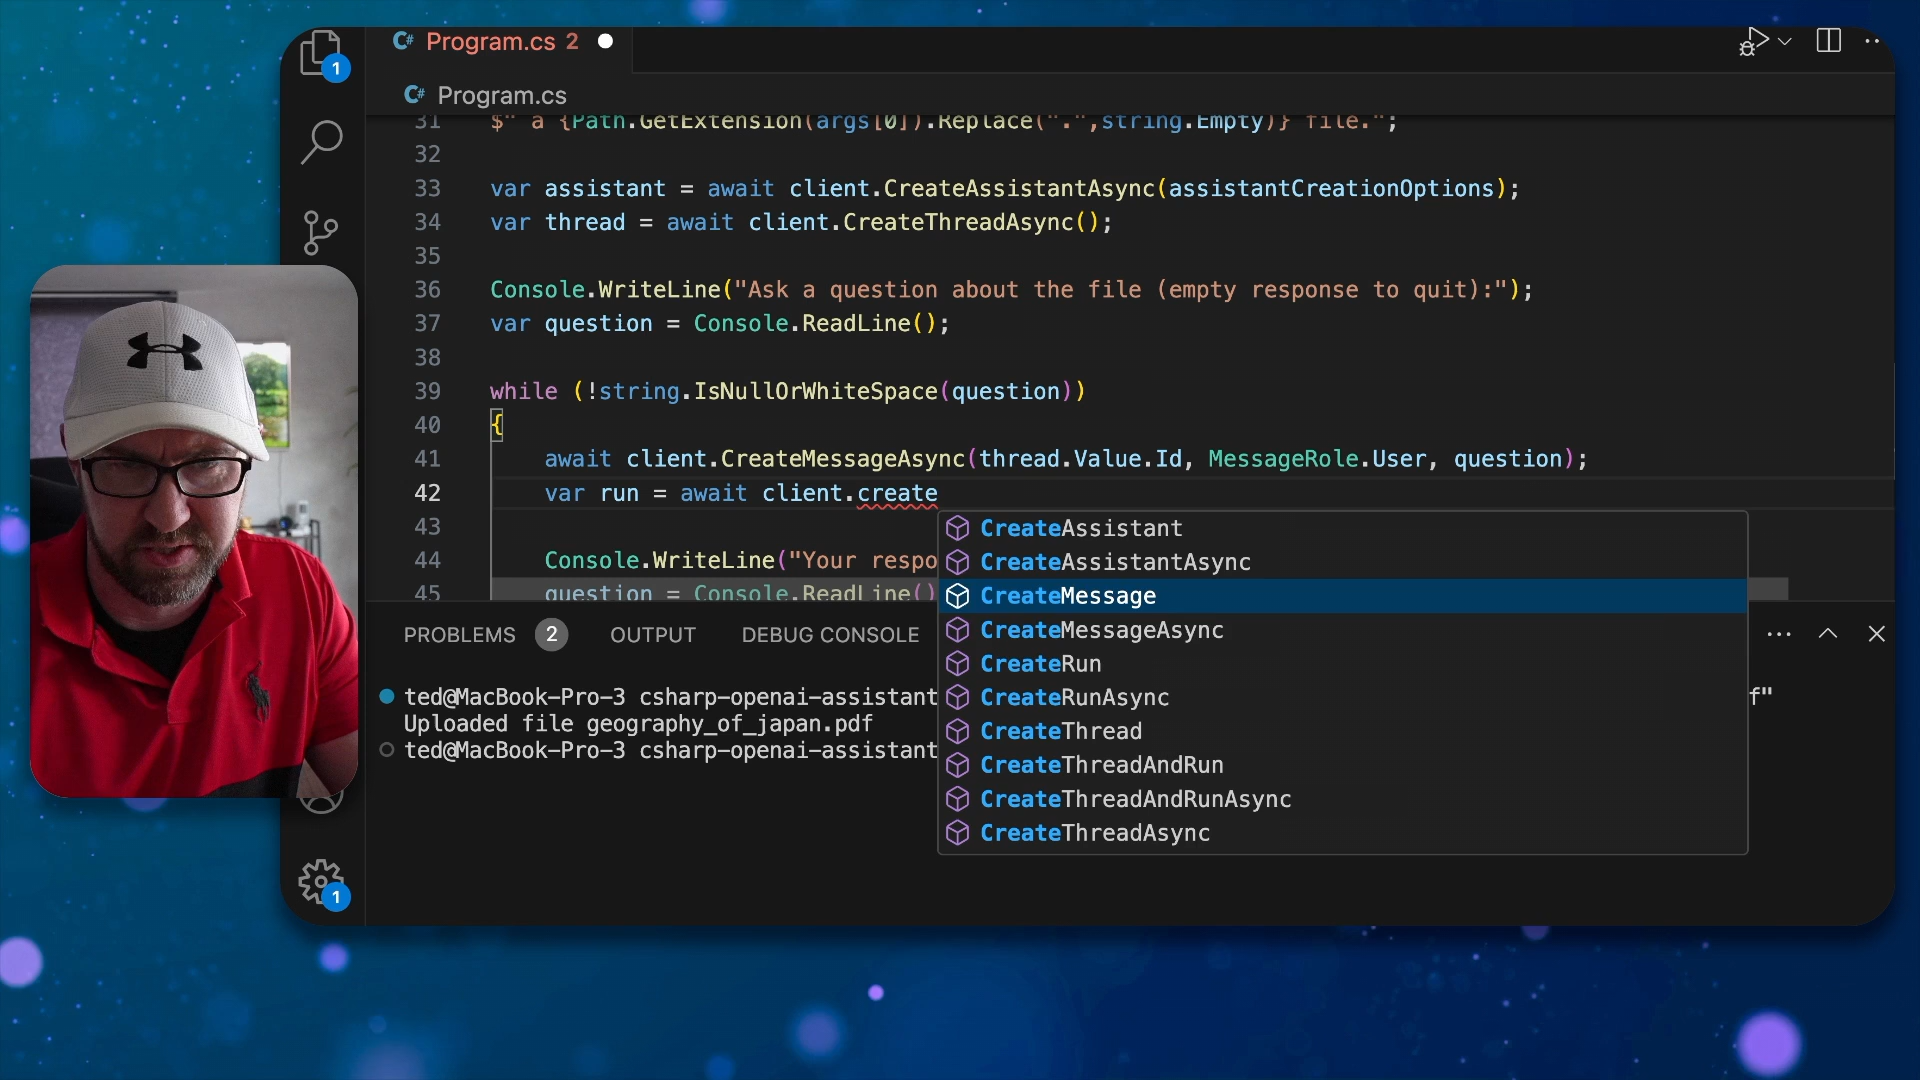 1
C# Program.cs 2
C# Program.cs
31 $" a {Path.GetExtension(args[0]).Replace(".",string.Empty)} file.";
32
33 var assistant = await client.CreateAssistantAsync(assistantCreationOptions);
34 var thread = await client.CreateThreadAsync();
35
36 Console.WriteLine("Ask a question about the file (empty response to quit):");
37 var question = Console.ReadLine();
38
39 while (!string.IsNullOrWhiteSpace(question))
40 {
41 await client.CreateMessageAsync(thread.Value.Id, MessageRole.User, question);
42 var run = await client.create
43
44 Console.WriteLine("Your respo
45 question = Console.ReadLine()
CreateAssistant
CreateAssistantAsync
CreateMessage
CreateMessageAsync
CreateRun
CreateRunAsync
CreateThread
CreateThreadAndRun
CreateThreadAndRunAsync
CreateThreadAsync
PROBLEMS 2 OUTPUT DEBUG CONSOLE
ted@MacBook-Pro-3 csharp-openai-assistant f"
Uploaded file geography_of_japan.pdf
ted@MacBook-Pro-3 csharp-openai-assistant
1